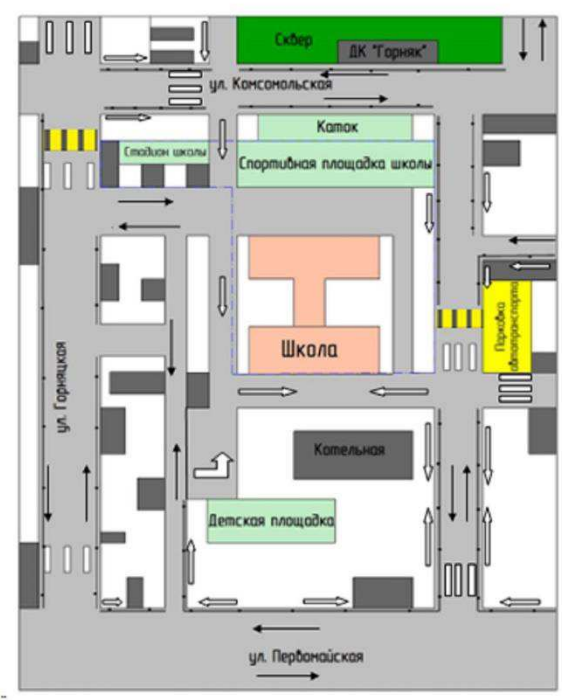 Сквер
ДК "Горняк"
ул. Комсомольская
Каток
Стадион школы
Спортивная площадка школы
Школа
Парковка
автотранспорта
ул. Горняцкая
Котельная
Детская площадка
ул. Первомайская